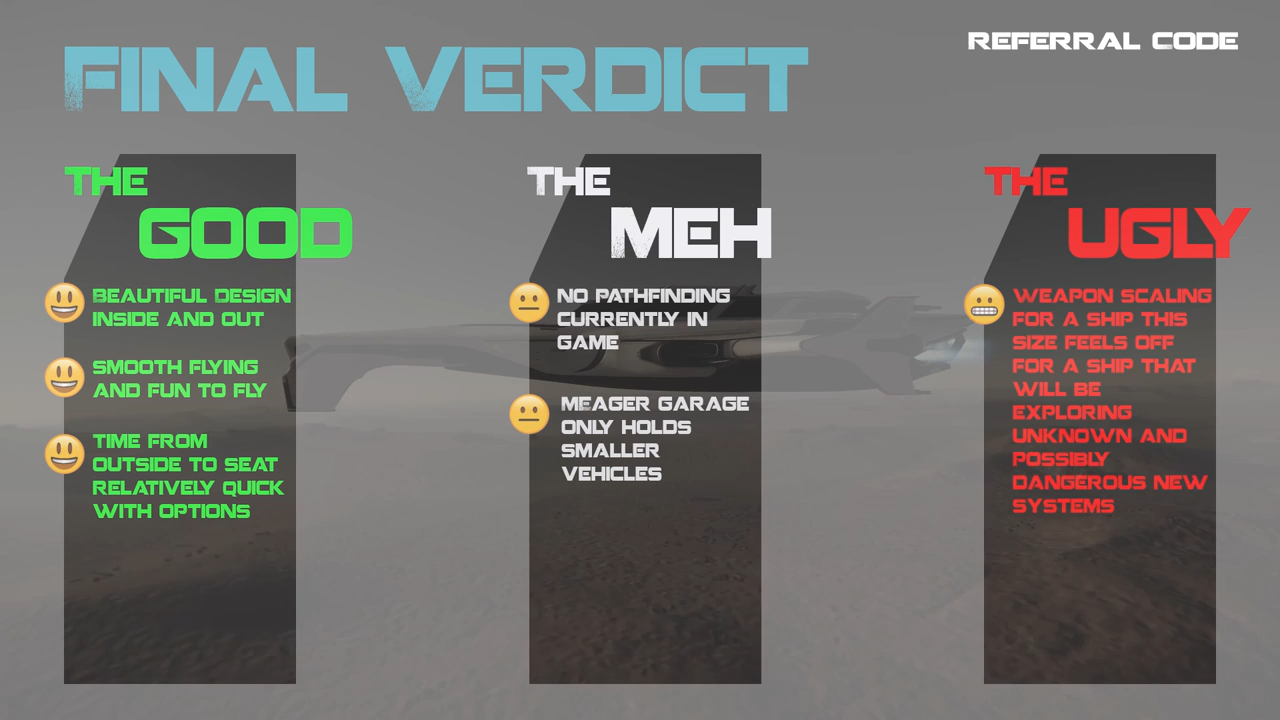 FINAL VERDICT
REFERRAL CODE
THE
GOOD
BEAUTIFUL DESIGN
INSIDE AND OUT
SMOOTH FLYING
AND FUN TO FLY
TIME FROM
OUTSIDE TO SEAT
RELATIVELY QUICK
WITH OPTIONS
THE
MEH
NO PATHFINDING
CURRENTLY IN
GAME
MEAGER GARAGE
ONLY HOLDS
SMALLER
VEHICLES
THE
UGLY
WEAPON SCALING
FOR A SHIP THIS
SIZE FEELS OFF
FOR A SHIP THAT
WILL BE
EXPLORING
UNKNOWN AND
POSSIBLY
DANGEROUS NEW
SYSTEMS